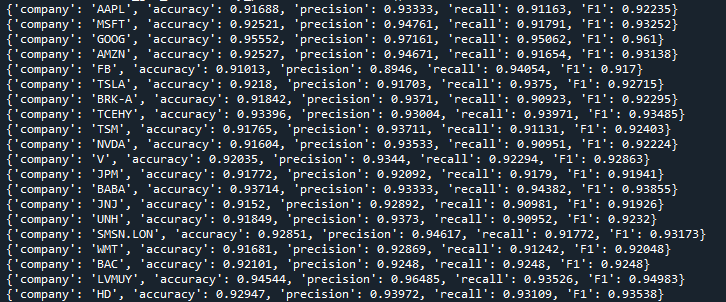 {'company': 'AAPL', 'accuracy': 0.91688, 'precision': 0.93333, 'recall': 0.91163, 'F1': 0.92235}
{'company': 'MSFT', 'accuracy': 0.92521, 'precision': 0.94761, 'recall': 0.91791, 'F1': 0.93252}
{'company': 'GOOG', 'accuracy': 0.95552, 'precision': 0.97161, 'recall': 0.95062, 'F1': 0.961}
{'company': 'AMZN', 'accuracy': 0.92527, 'precision': 0.94671, 'recall': 0.91654, 'F1': 0.93138}
{'company': 'FB', 'accuracy': 0.91013, 'precision': 0.8946, 'recall': 0.94054, 'F1': 0.917}
{'company': 'TSLA', 'accuracy': 0.9218, 'precision': 0.91703, 'recall': 0.9375, 'F1': 0.92715}
{'company': 'BRK-A', 'accuracy': 0.91842, 'precision': 0.9371, 'recall': 0.90923, 'F1': 0.92295}
{'company': 'TCEHY', 'accuracy': 0.93396, 'precision': 0.93004, 'recall': 0.93971, 'F1': 0.93485}
{'company': 'TSM', 'accuracy': 0.91765, 'precision': 0.93711, 'recall': 0.91131, 'F1': 0.92403}
{'company': 'NVDA', 'accuracy': 0.91604, 'precision': 0.93533, 'recall': 0.90951, 'F1': 0.92224}
{'company': 'V', 'accuracy': 0.92035, 'precision': 0.9344, 'recall': 0.92294, 'F1': 0.92863}
{'company': 'JPM', 'accuracy': 0.91772, 'precision': 0.92092, 'recall': 0.9179, 'F1': 0.91941}
{'company': 'BABA', 'accuracy': 0.93714, 'precision': 0.93333, 'recall': 0.94382, 'F1': 0.93855}
{'company': 'JNJ', 'accuracy': 0.9152, 'precision': 0.92892, 'recall': 0.90981, 'F1': 0.91926}
{'company': 'UNH', 'accuracy': 0.91849, 'precision': 0.9373, 'recall': 0.90952, 'F1': 0.9232}
{'company': 'SMSN.LON', 'accuracy': 0.92851, 'precision': 0.94617, 'recall': 0.91772, 'F1': 0.93173}
{'company': 'WMT', 'accuracy': 0.91681, 'precision': 0.92869, 'recall': 0.91242, 'F1': 0.92048}
{'company': 'BAC', 'accuracy': 0.92101, 'precision': 0.9248, 'recall': 0.9248, 'F1': 0.9248}
{'company': 'LVMUY', 'accuracy': 0.94544, 'precision': 0.96485, 'recall': 0.93526, 'F1': 0.94983}
{'company': 'HD', 'accuracy': 0.92947, 'precision': 0.93972, 'recall': 0.93109, 'F1': 0.93538}